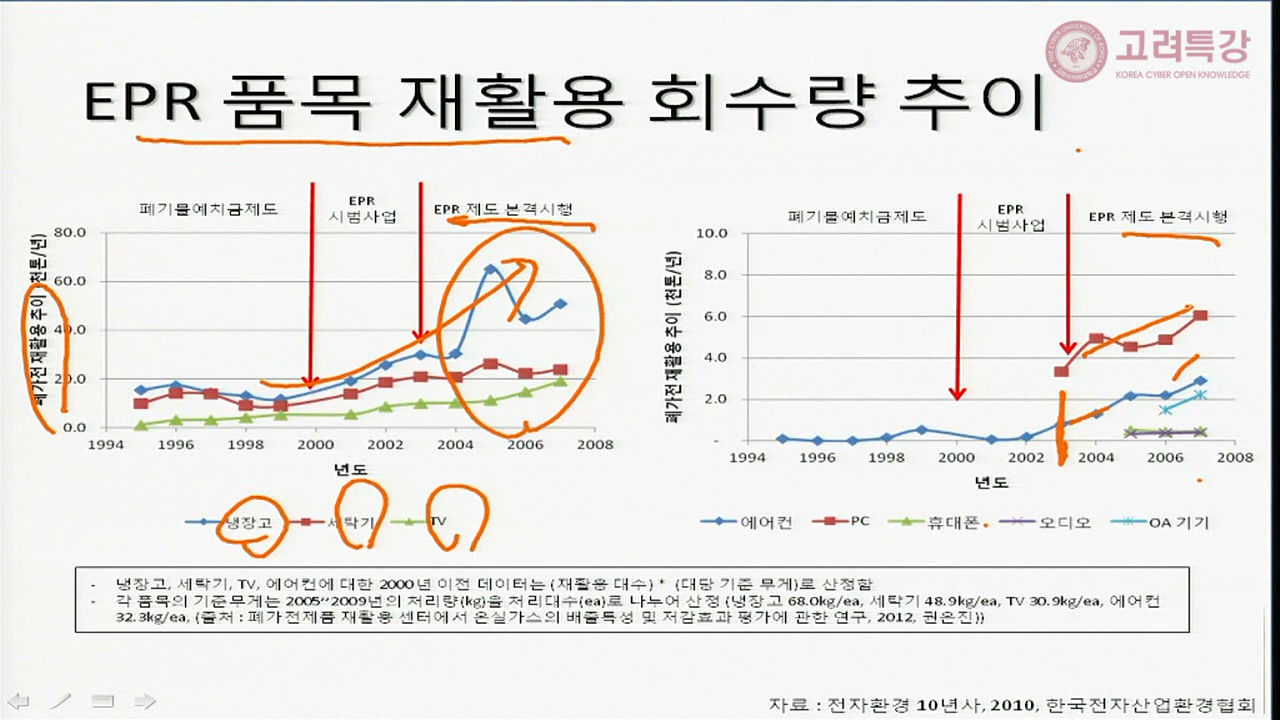 고려특강
KOREA CYBER OPEN KNOWLEDGE
EPR 품목 재활용 회수량 추이
폐기물예치금제도
EPR
시범사업
EPR 제도 본격시행
폐가전 재활용 추이 (천톤/년)
80.0
60.0
40.0
20.0
0.0
1994 1996 1998 2000 2002 2004 2006 2008
년도
냉장고 세탁기 TV
폐기물예치금제도
EPR
시범사업
EPR 제도 본격시행
폐가전 재활용 추이 (천톤/년)
10.0
8.0
6.0
4.0
2.0
-
1994 1996 1998 2000 2002 2004 2006 2008
년도
에어컨 PC 휴대폰 오디오 OA 기기
- 냉장고, 세탁기, TV, 에어컨에 대한 2000년 이전 데이터는 (재활용 대수) * (대당 기준 무게)로 산정함
- 각 품목의 기준무게는 2005~2009년의 처리량(kg)을 처리대수(ea)로 나누어 산정 (냉장고 68.0kg/ea, 세탁기 48.9kg/ea, TV 30.9kg/ea, 에어컨
32.3kg/ea, (출처 : 폐가전제품 재활용 센터에서 온실가스의 배출특성 및 저감효과 평가에 관한 연구, 2012, 권은진))
자료 : 전자환경 10년사, 2010, 한국전자산업환경협회